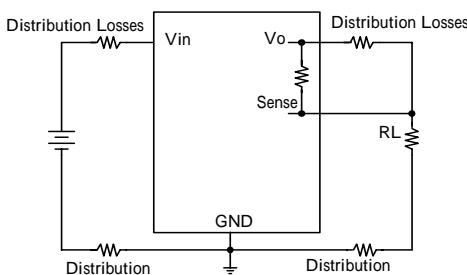 Distribution Losses
Distribution Losses
Vin
Vo
Sense
RL
GND
Distribution
Distribution